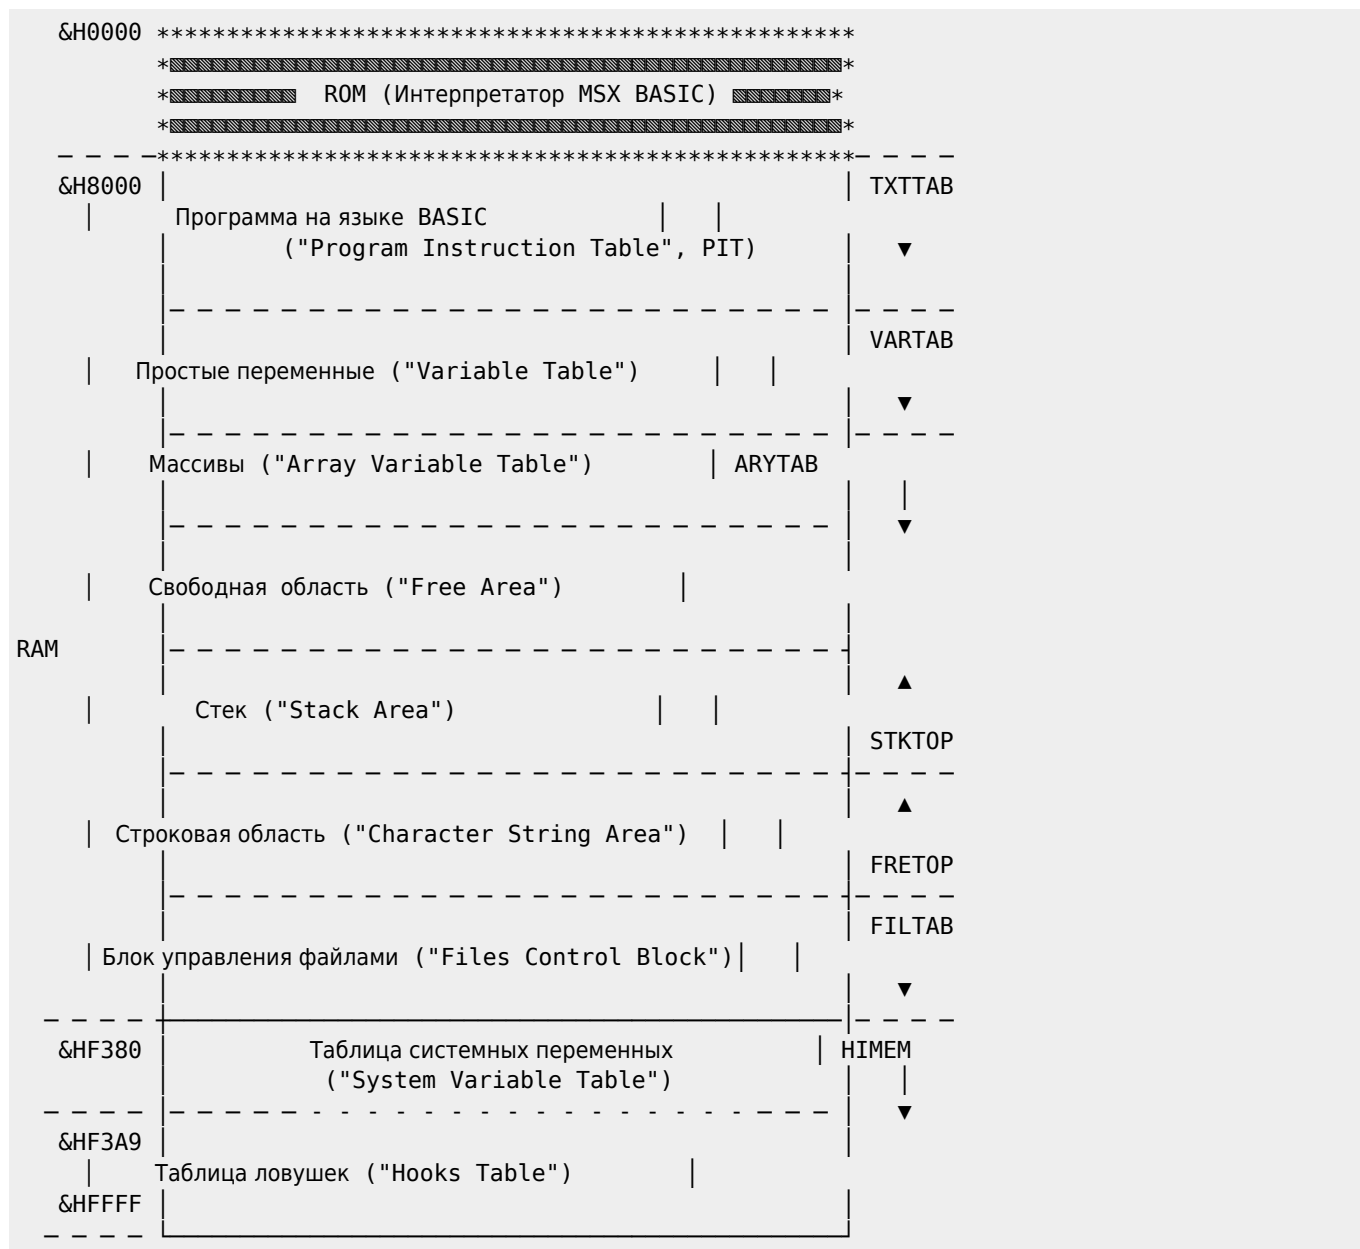 &H0000
ROM (Интерпретатор MSX BASIC)
&H8000 TXTTAB
Программа на языке BASIC
("Program Instruction Table", PIT)
VARTAB
Простые переменные ("Variable Table")
Массивы ("Array Variable Table") ARYTAB
Свободная область ("Free Area")
RAM
Стек ("Stack Area")
STKTOP
Строковая область ("Character String Area")
FRETOP
FILTAB
Блок управления файлами ("Files Control Block")
&HF380 Таблица системных переменных HIMEM
("System Variable Table")
&HF3A9
Таблица ловушек ("Hooks Table")
&HFFFF